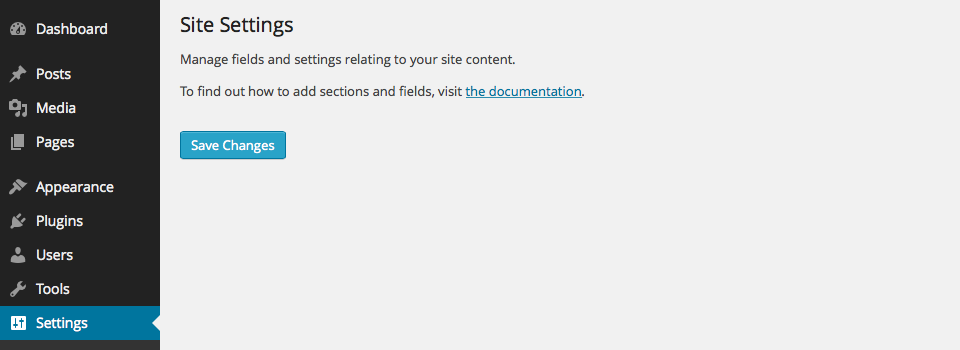 Dashboard
Posts
Media
Pages
Appearance
Plugins
Users
Tools
Settings
Site Settings
Manage fields and settings relating to your site content.
To find out how to add sections and fields, visit the documentation.
Save Changes